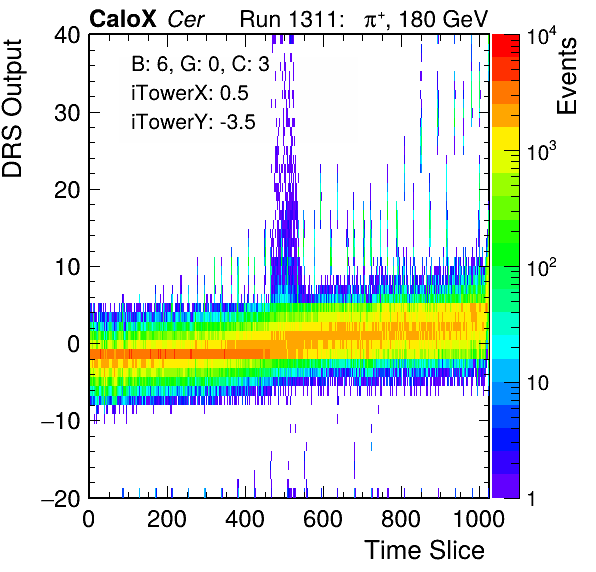 CaloX Cer Run 1311: π⁺, 180 GeV
B: 6, G: 0, C: 3
iTowerX: 0.5
iTowerY: -3.5
DRS Output
40
30
20
10
0
−10
−20
0 200 400 600 800 1000
Time Slice
Events
10⁴
10³
10²
10
1